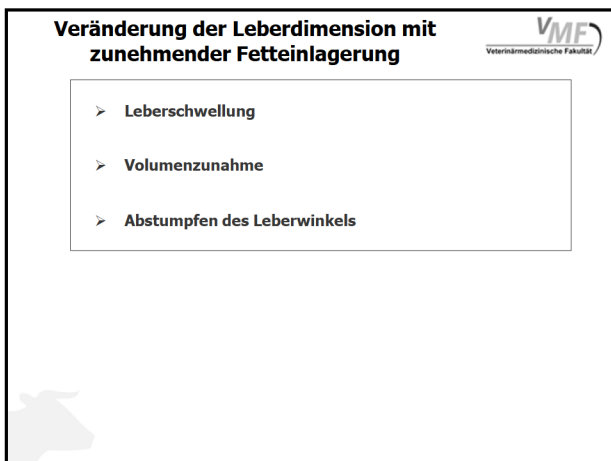 Veränderung der Leberdimension mit
zunehmender Fetteinlagerung
VMF
Veterinärmedizinische Fakultät
Leberschwellung
Volumenzunahme
Abstumpfen des Leberwinkels